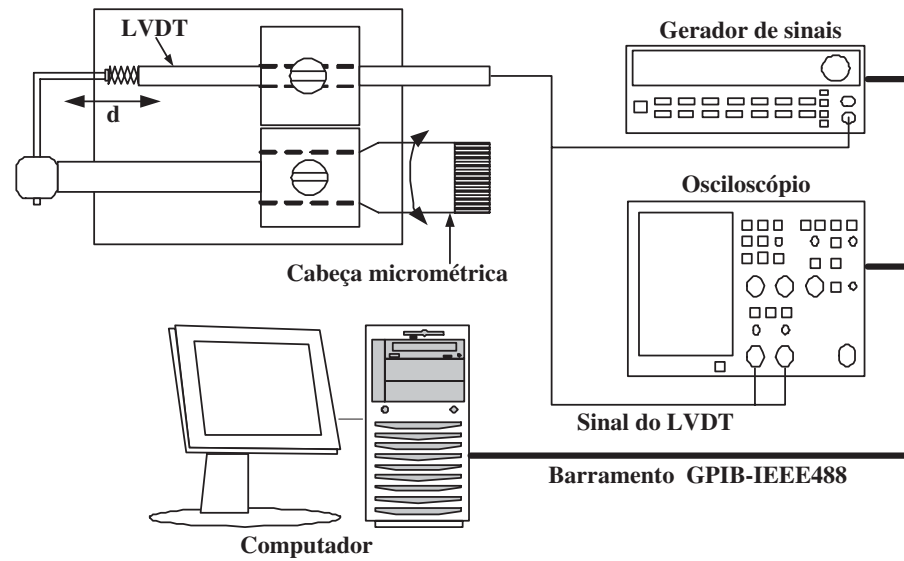 LVDT
Gerador de sinais
d
Osciloscópio
Cabeça micrométrica
Sinal do LVDT
Barramento GPIB-IEEE488
Computador